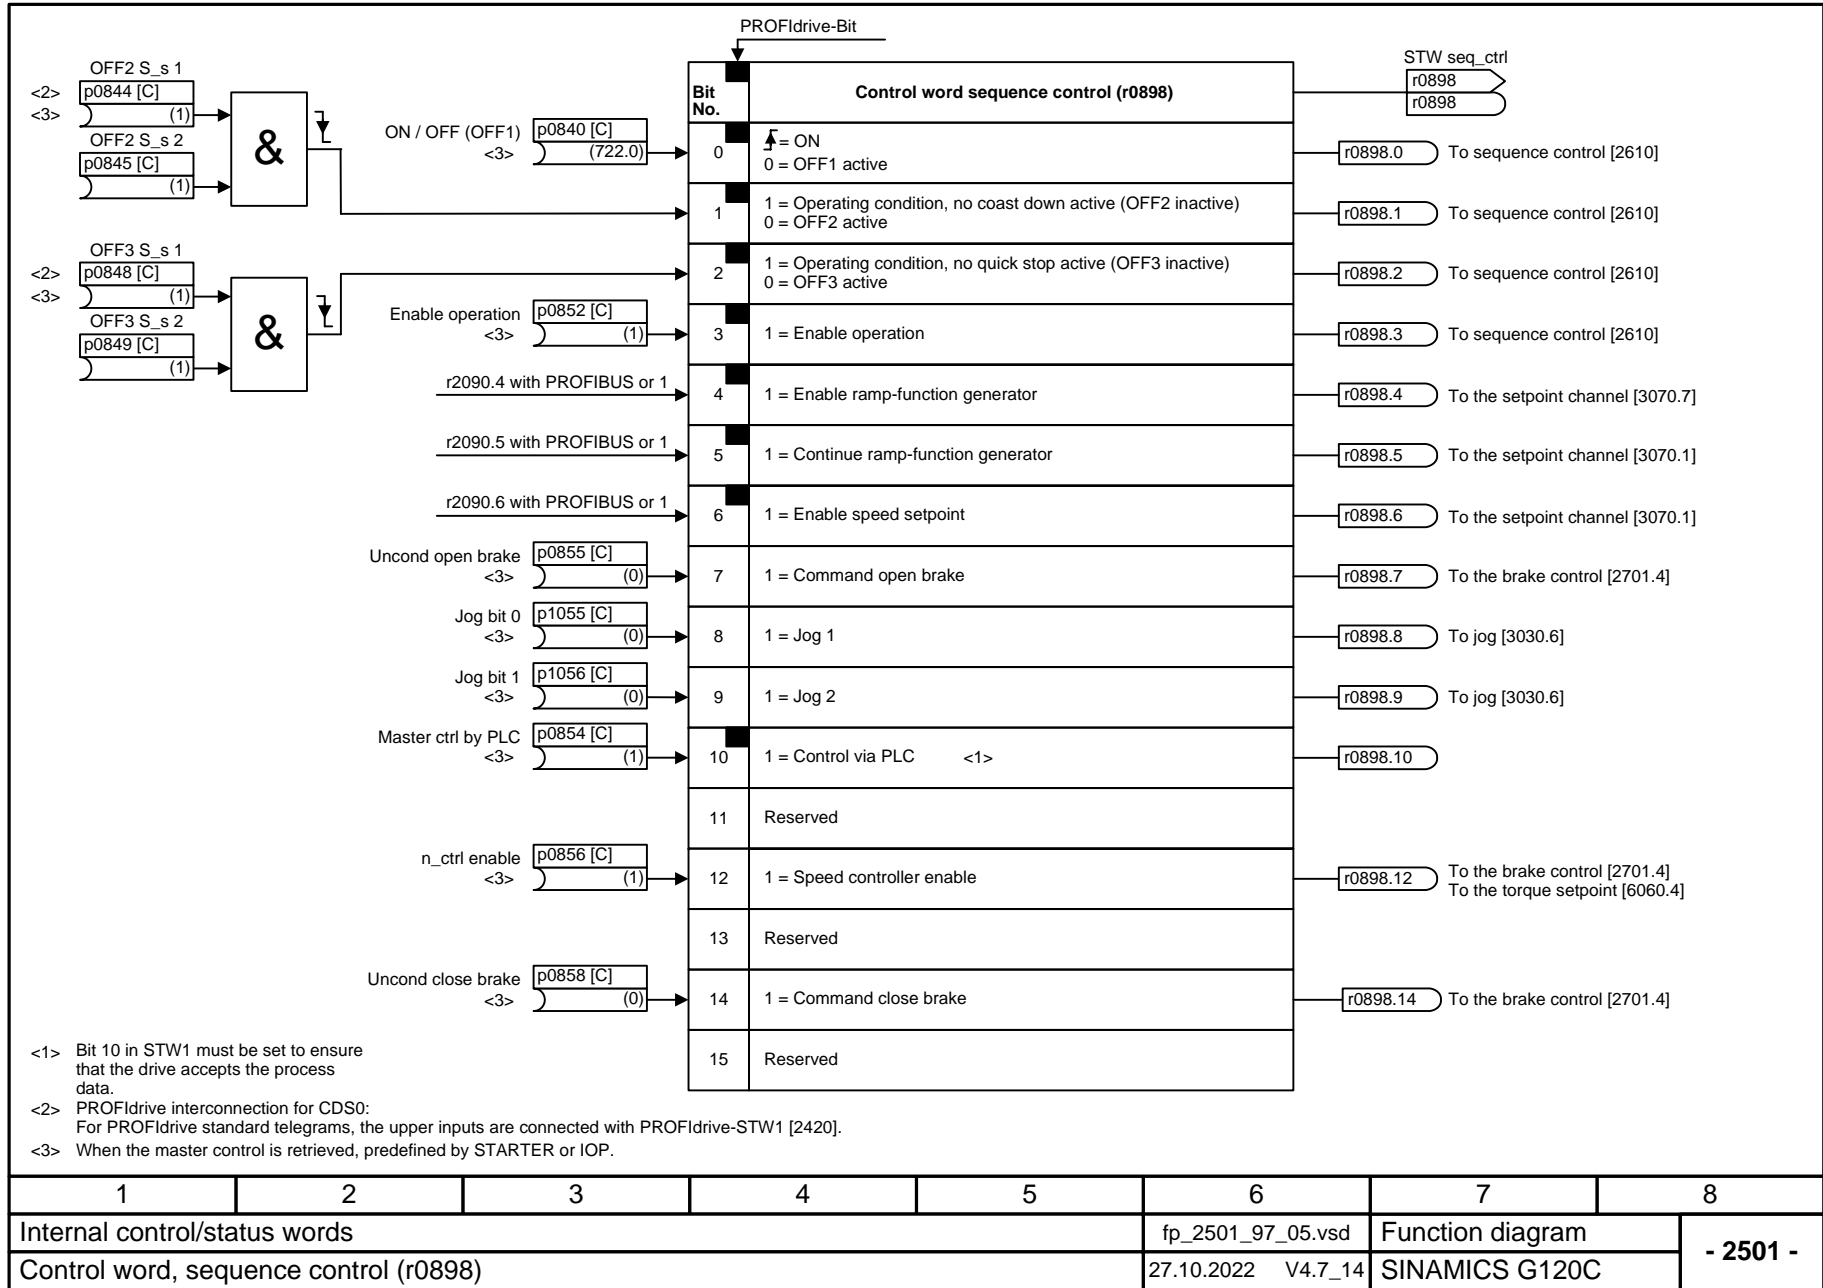 PROFIdrive-Bit
STW seq_ctrl
r0898
r0898
Bit
No.
Control word sequence control (r0898)
OFF2 S_s 1
<2> p0844 [C]
<3> (1)
OFF2 S_s 2
p0845 [C]
(1)
&
ON / OFF (OFF1) p0840 [C]
<3> (722.0)
0
= ON
0 = OFF1 active
r0898.0 To sequence control [2610]
1
1 = Operating condition, no coast down active (OFF2 inactive)
0 = OFF2 active
r0898.1 To sequence control [2610]
OFF3 S_s 1
<2> p0848 [C]
<3> (1)
OFF3 S_s 2
p0849 [C]
(1)
&
2
1 = Operating condition, no quick stop active (OFF3 inactive)
0 = OFF3 active
r0898.2 To sequence control [2610]
Enable operation p0852 [C]
<3> (1)
3 1 = Enable operation
r0898.3 To sequence control [2610]
r2090.4 with PROFIBUS or 1
4 1 = Enable ramp-function generator
r0898.4 To the setpoint channel [3070.7]
r2090.5 with PROFIBUS or 1
5 1 = Continue ramp-function generator
r0898.5 To the setpoint channel [3070.1]
r2090.6 with PROFIBUS or 1
6 1 = Enable speed setpoint
r0898.6 To the setpoint channel [3070.1]
Uncond open brake p0855 [C]
<3> (0)
7 1 = Command open brake
r0898.7 To the brake control [2701.4]
Jog bit 0 p1055 [C]
<3> (0)
8 1 = Jog 1
r0898.8 To jog [3030.6]
Jog bit 1 p1056 [C]
<3> (0)
9 1 = Jog 2
r0898.9 To jog [3030.6]
Master ctrl by PLC p0854 [C]
<3> (1)
10 1 = Control via PLC <1>
r0898.10
11 Reserved
n_ctrl enable p0856 [C]
<3> (1)
12 1 = Speed controller enable
r0898.12 To the brake control [2701.4]
To the torque setpoint [6060.4]
13 Reserved
Uncond close brake p0858 [C]
<3> (0)
14 1 = Command close brake
r0898.14 To the brake control [2701.4]
15 Reserved
<1> Bit 10 in STW1 must be set to ensure
that the drive accepts the process
data.
<2> PROFIdrive interconnection for CDS0:
For PROFIdrive standard telegrams, the upper inputs are connected with PROFIdrive-STW1 [2420].
<3> When the master control is retrieved, predefined by STARTER or IOP.
1 2 3 4 5 6 7 8
Internal control/status words fp_2501_97_05.vsd Function diagram
- 2501 -
Control word, sequence control (r0898) 27.10.2022 V4.7_14 SINAMICS G120C